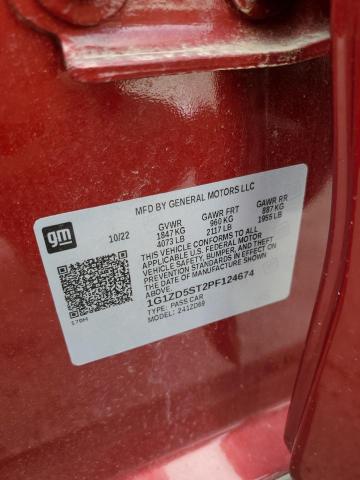 MFD BY GENERAL MOTORS LLC
gm
10/22
GVWR GAWR FRT GAWR RR
1847 KG 960 KG 887 KG
4073 LB 2117 LB 1955 LB
THIS VEHICLE CONFORMS TO ALL
APPLICABLE U.S. FEDERAL MOTOR
VEHICLE SAFETY, BUMPER, AND THEFT
PREVENTION STANDARDS IN EFFECT ON
THE DATE OF MANUFACTURE SHOWN
ABOVE.
1G1ZD5ST2PF124674
TYPE: PASS CAR
MODEL: 241ZD69